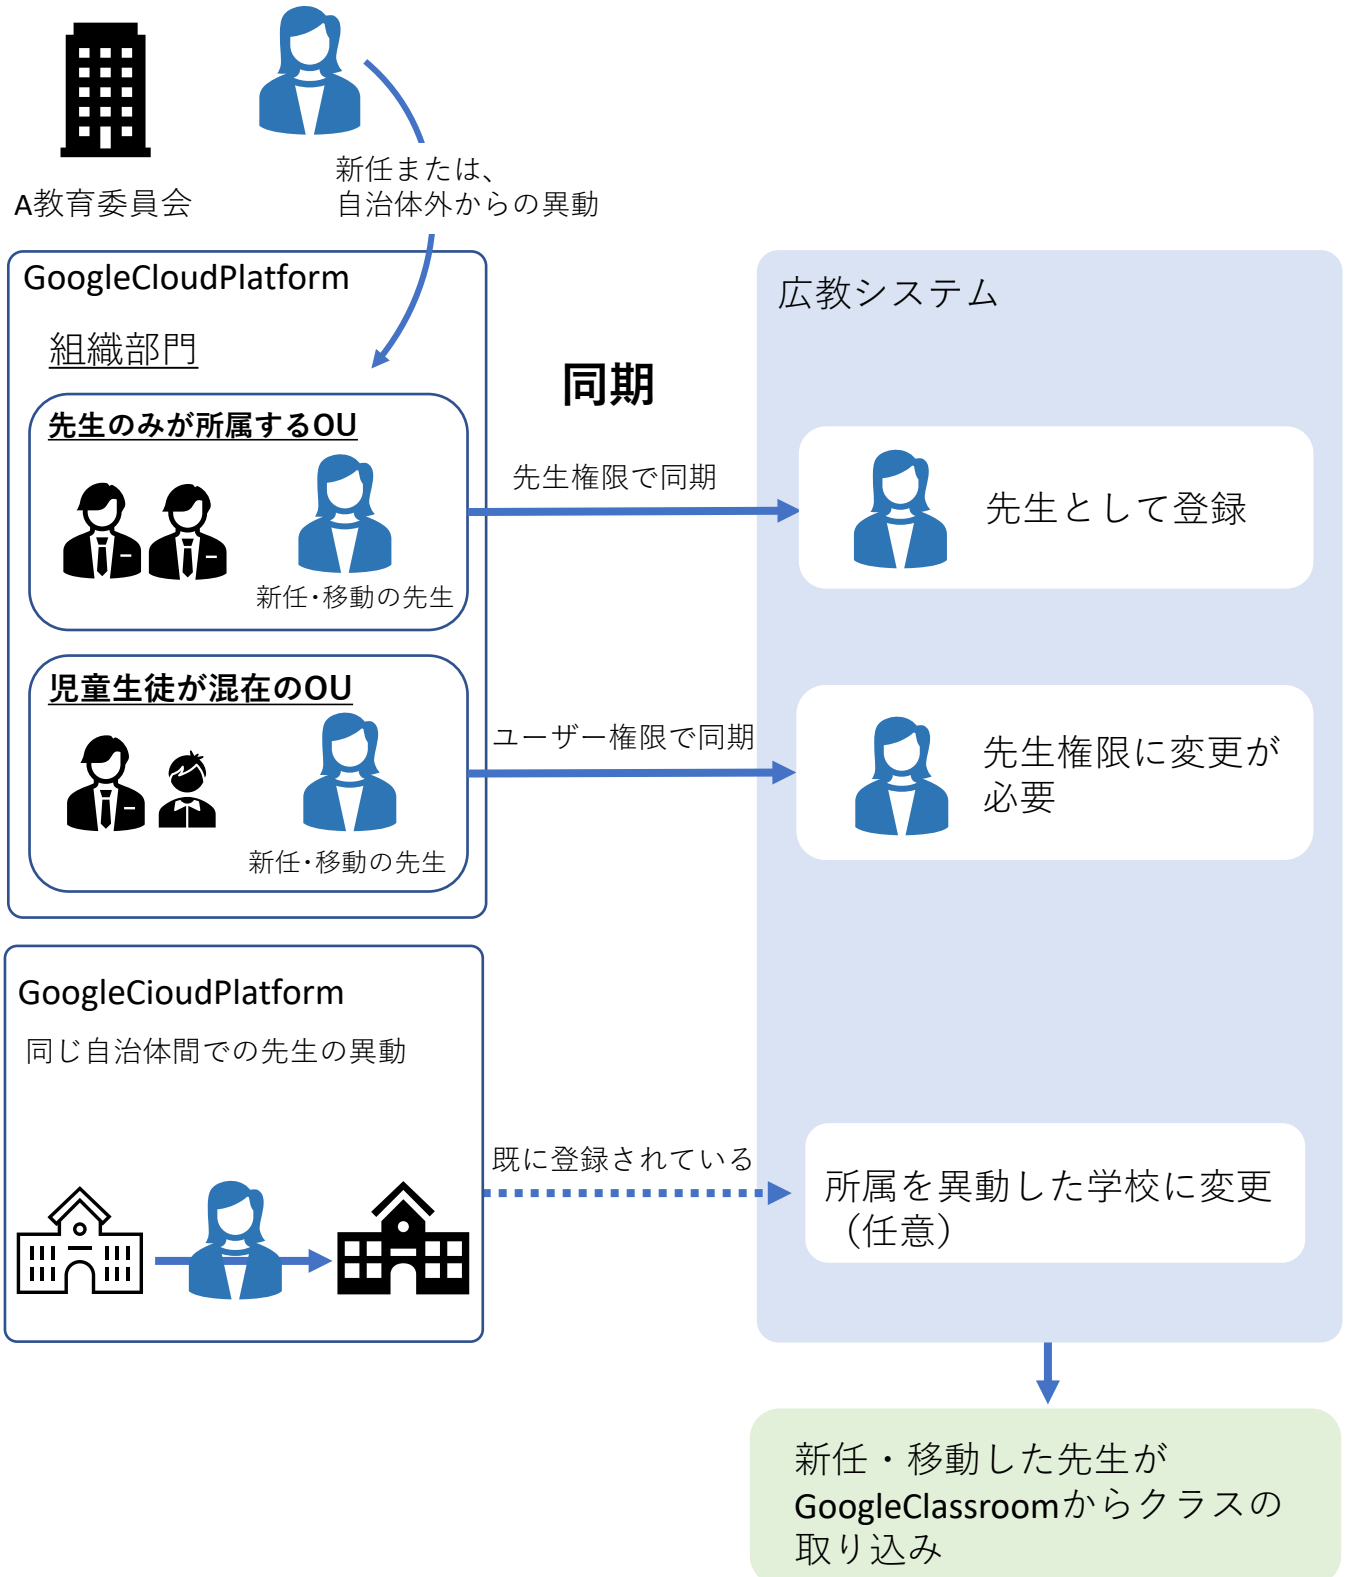 A教育委員会
新任または、
自治体外からの異動
GoogleCloudPlatform
組織部門
先生のみが所属するOU
新任･移動の先生
児童生徒が混在のOU
新任･移動の先生
同期
先生権限で同期
ユーザー権限で同期
広教システム
先生として登録
先生権限に変更が
必要
GoogleCioudPlatform
同じ自治体間での先生の異動
既に登録されている
所属を異動した学校に変更
（任意）
新任・移動した先生が
GoogleClassroomからクラスの
取り込み